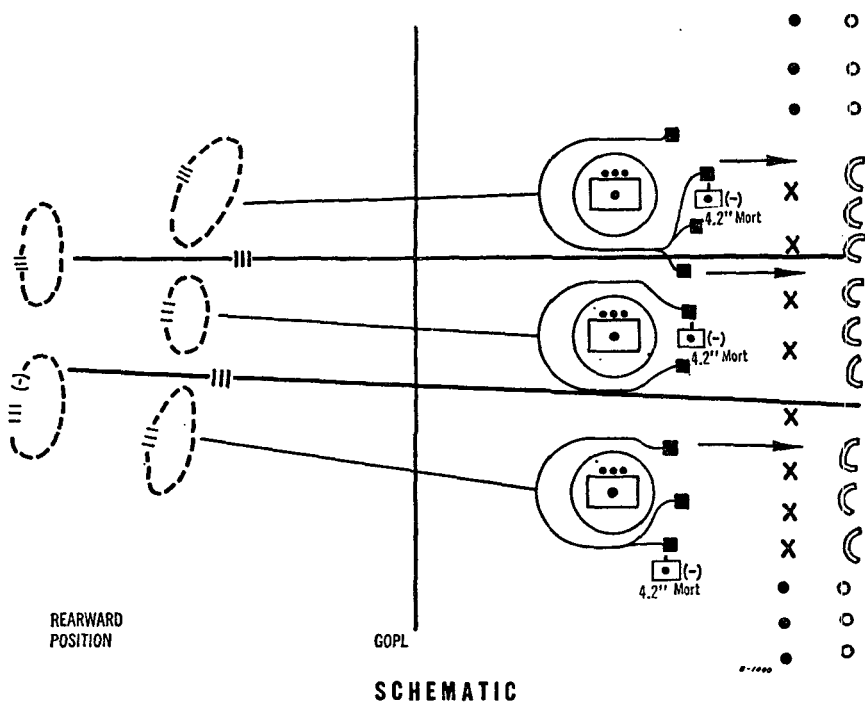 (-)
4.2" Mort
(-)
4.2" Mort
(-)
(-)
4.2" Mort
REARWARD
POSITION
GOPL
SCHEMATIC